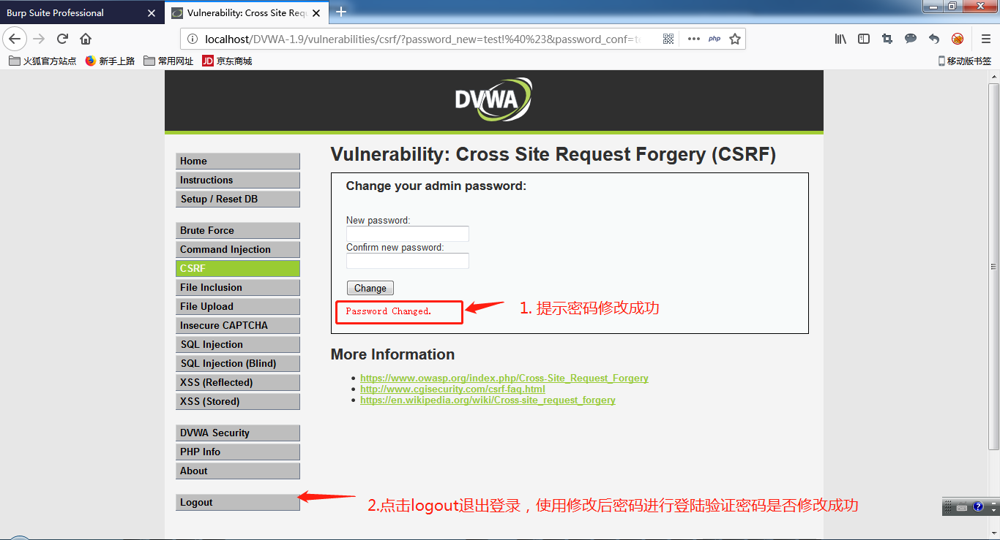 Burp Suite Professional
Vulnerability: Cross Site Req
localhost/DVWA-1.9/vulnerabilities/csrf/?password_new=test!%40%23&password_conf=te
php
火狐官方站点
新手上路
常用网址
JD 京东商城
移动版书签
DVWA
Home
Instructions
Setup / Reset DB
Brute Force
Command Injection
CSRF
File Inclusion
File Upload
Insecure CAPTCHA
SQL Injection
SQL Injection (Blind)
XSS (Reflected)
XSS (Stored)
DVWA Security
PHP Info
About
Logout
Vulnerability: Cross Site Request Forgery (CSRF)
Change your admin password:
New password:
Confirm new password:
Change
Password Changed.
1. 提示密码修改成功
More Information
https://www.owasp.org/index.php/Cross-Site_Request_Forgery
http://www.cgisecurity.com/csrf-faq.html
https://en.wikipedia.org/wiki/Cross-site_request_forgery
2.点击logout退出登录，使用修改后密码进行登陆验证密码是否修改成功